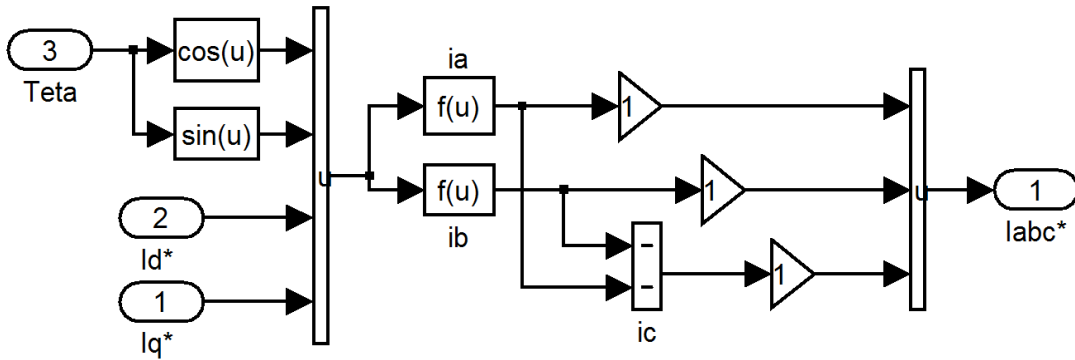 3
Teta
cos(u)
sin(u)
2
Id*
1
Iq*
u
ia
f(u)
f(u)
ib
1
1
-
-
ic
1
u
1
Iabc*